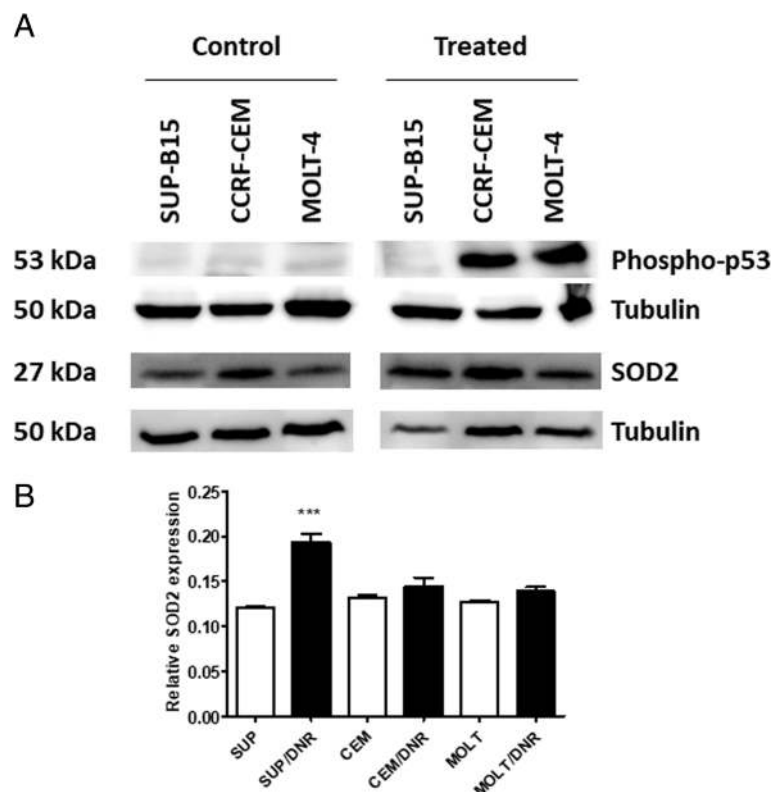 A
Control Treated
SUP-B15 CCRF-CEM MOLT-4 SUP-B15 CCRF-CEM MOLT-4
53 kDa Phospho-p53
50 kDa Tubulin
27 kDa SOD2
50 kDa Tubulin
B
Relative SOD2 expression
0.25
***
0.20
0.15
0.10
0.05
0.00
SUP SUP/DNR CEM CEM/DNR MOLT MOLT/DNR